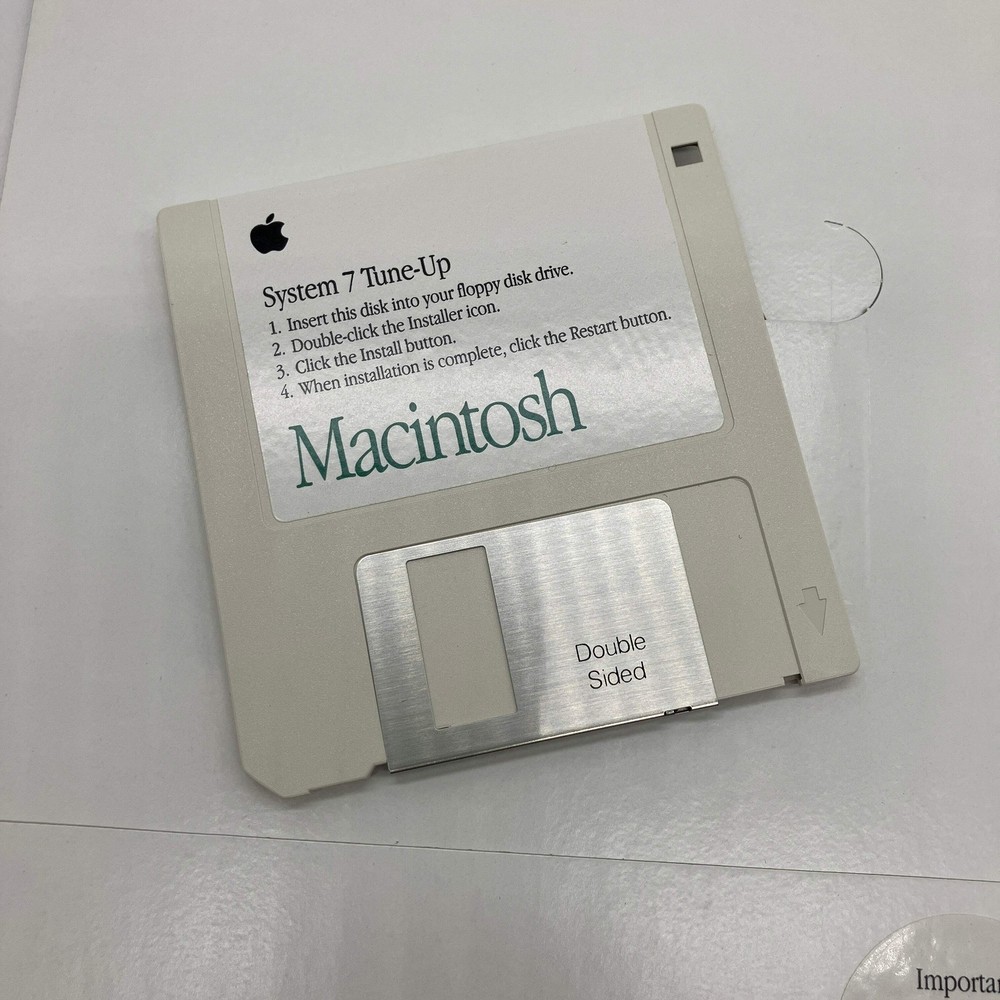 System 7 Tune-Up
1. Insert this disk into your floppy disk drive.
2. Double-click the Installer icon.
3. Click the Install button.
4. When installation is complete, click the Restart button.
Macintosh
Double
Sided